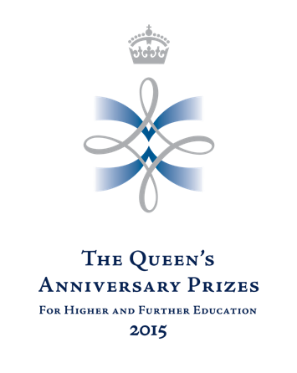 The Queen's
Anniversary Prizes
For Higher and Further Education
2015